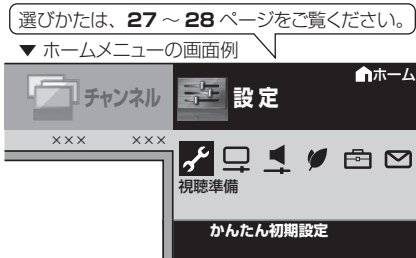 選びかたは、27～28ページをご覧ください。
▼ ホームメニューの画面例
ホーム
チャンネル
設定
××× ×××
視聴準備
かんたん初期設定